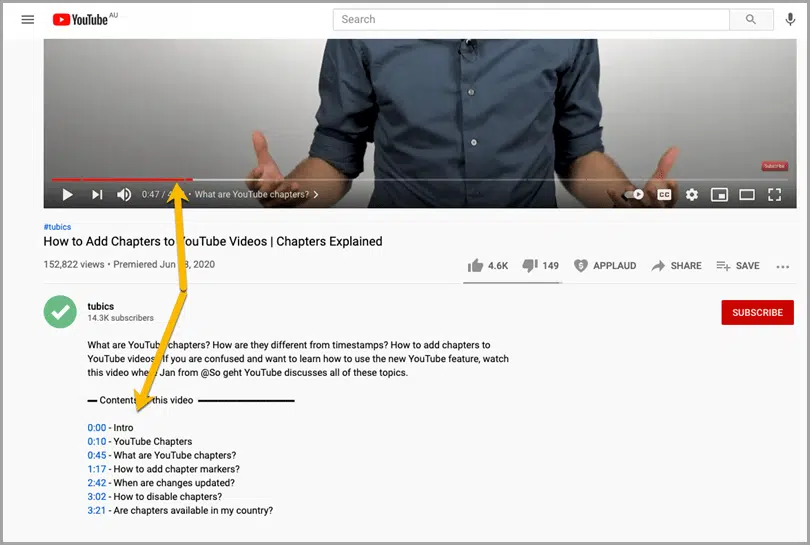 YouTube AU
Search
Subscribe
0:47 / 4 • What are YouTube chapters? >
CC
#tubics
How to Add Chapters to YouTube Videos | Chapters Explained
152,822 views • Premiered Jun 2020
4.6K 149 APPLAUD SHARE SAVE ...
tubics
14.3K subscribers
SUBSCRIBE
What are YouTube chapters? How are they different from timestamps? How to add chapters to
YouTube videos? If you are confused and want to learn how to use the new YouTube feature, watch
this video where Jan from @So geht YouTube discusses all of these topics.
Contents this video
0:00 - Intro
0:10 - YouTube Chapters
0:45 - What are YouTube chapters?
1:17 - How to add chapter markers?
2:42 - When are changes updated?
3:02 - How to disable chapters?
3:21 - Are chapters available in my country?